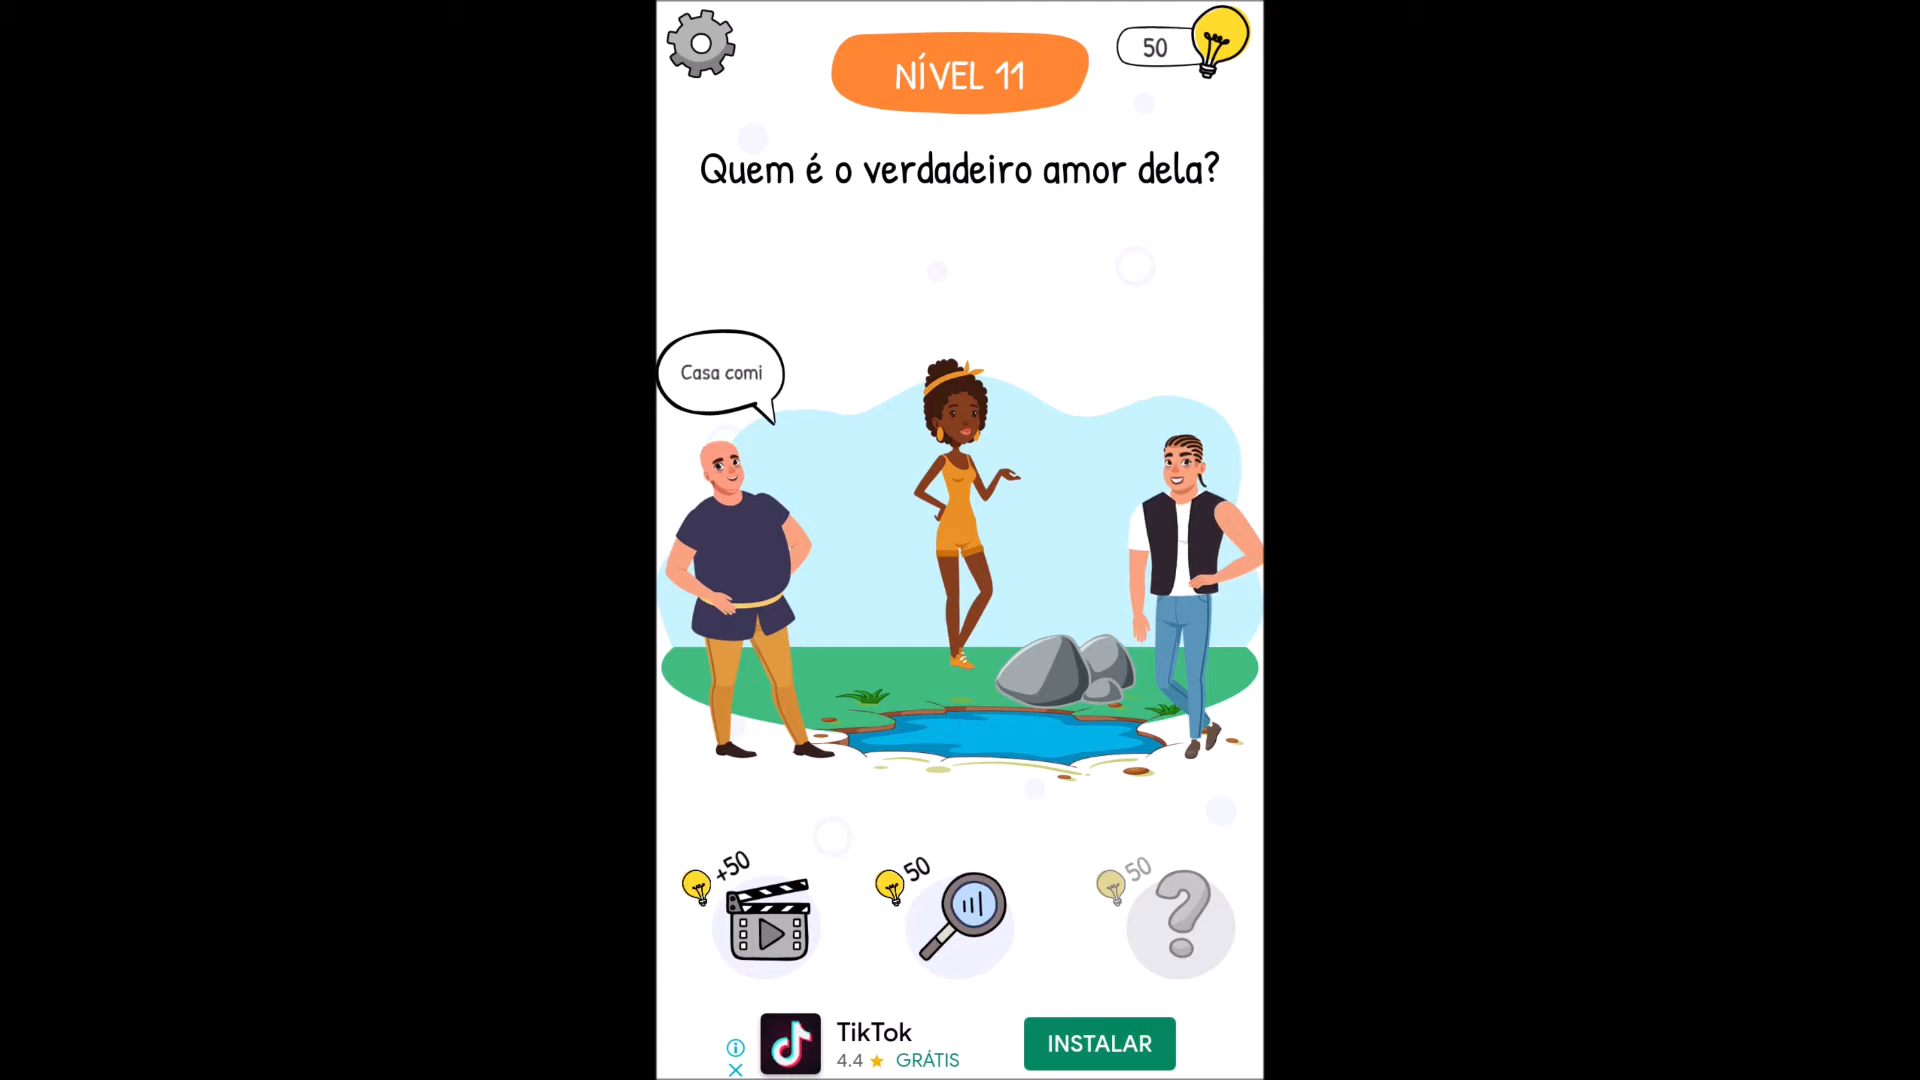 50
NÍVEL 11
Quem é o verdadeiro amor dela?
Casa comi
+50
50
50
TikTok
4.4 ★ GRÁTIS
INSTALAR